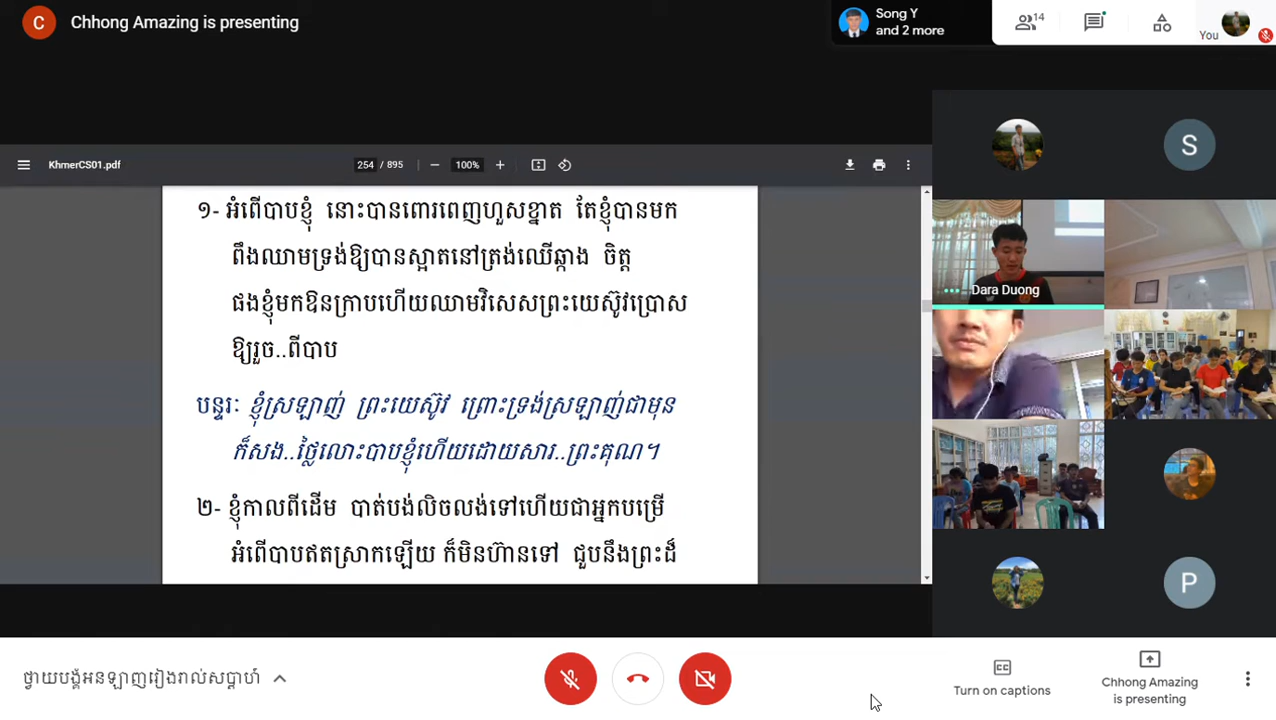 C
Chhong Amazing is presenting
Song Y
and 2 more
14
You
KhmerCS01.pdf
254 / 895
100%
១- អំពើបាបខ្ញុំ នោះបានពោរពេញហួសខ្នាត តែខ្ញុំបានមក
ពឹងឈាមទ្រង់ឱ្យបានស្អាតនៅត្រង់ឈើឆ្កាង ចិត្ត
ផងខ្ញុំមកឱនក្រាបហើយឈាមវិសេសព្រះយេស៊ូវប្រោស
ឱ្យរួច..ពីបាប
បន្ទរៈ ខ្ញុំស្រឡាញ់ ព្រះយេស៊ូវ ព្រោះទ្រង់ស្រឡាញ់ជាមុន
ក៏សង..ថ្លៃលោះបាបខ្ញុំហើយដោយសារ..ព្រះគុណ។
២- ខ្ញុំកាលពីដើម បាត់បង់លិចលង់ទៅហើយជាអ្នកបម្រើ
អំពើបាបឥតស្រាកឡើយ ក៏មិនហ៊ានទៅ ជួបនឹងព្រះដ៏
S
Dara Duong
P
ថ្វាយបង្គំអនឡាញរៀងរាល់សប្តាហ៍
Turn on captions
Chhong Amazing
is presenting